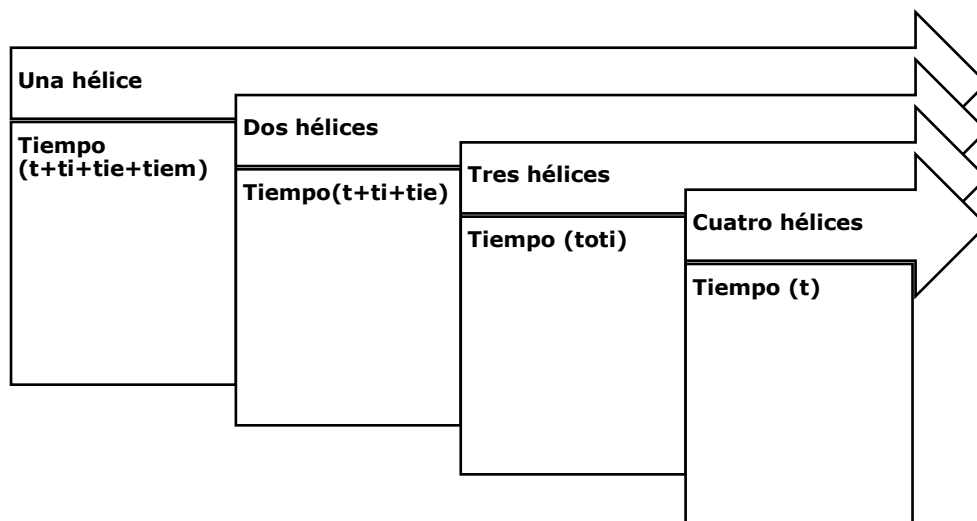 Una hélice
Tiempo
(t+ti+tie+tiem)
Dos hélices
Tiempo(t+ti+tie)
Tres hélices
Tiempo (toti)
Cuatro hélices
Tiempo (t)